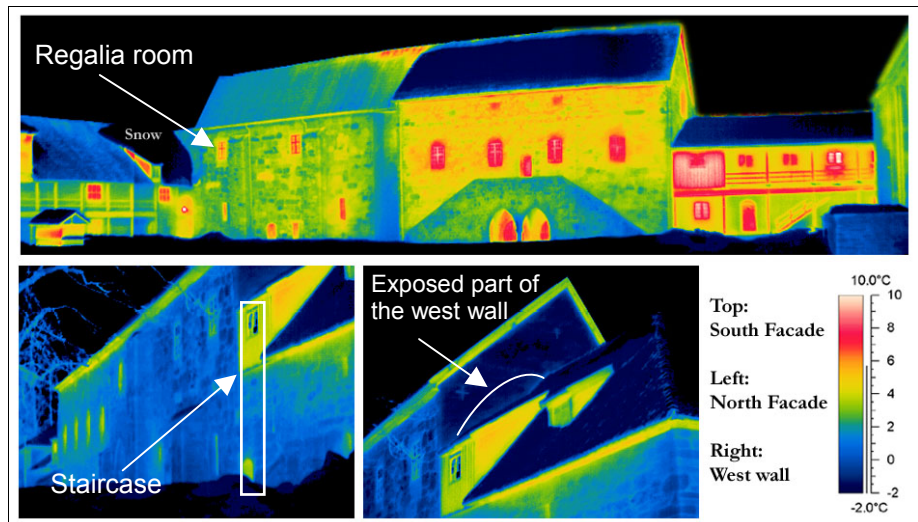 Regalia room
Snow
Exposed part of
the west wall
Staircase
Top:
South Facade
Left:
North Facade
Right:
West wall
10.0°C
10
8
6
4
2
0
-2
-2.0°C